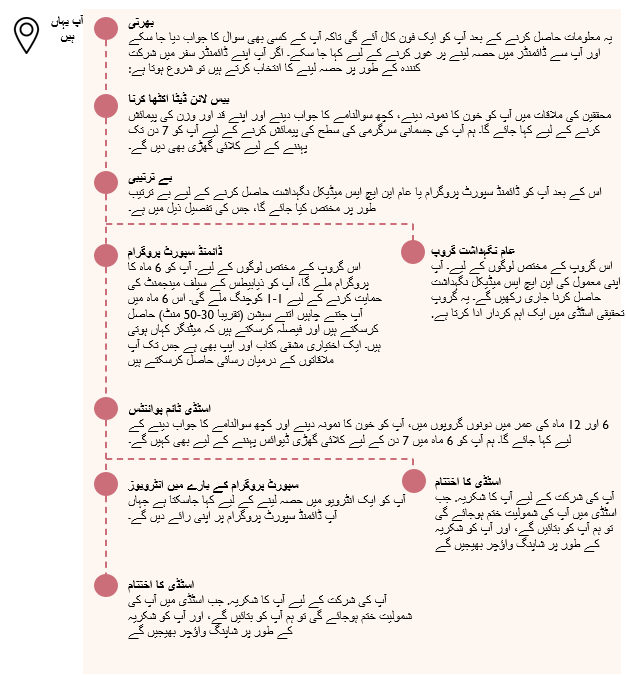 آپ یہاں
ہیں
بھرتی
یہ معلومات حاصل کرنے کے بعد آپ کو ایک فون کال آئے گی تاکہ آپ کے کسی بھی سوال کا جواب دیا جا سکے
اور آپ سے ڈائمنڈز میں حصہ لینے پر غور کرنے کے لیے کہا جا سکے۔ اگر آپ اپنے ڈائمنڈز سفر میں شرکت
کنندہ کے طور پر حصہ لینے کا انتخاب کرتے ہیں تو شروع ہوتا ہے:
بیس لائن ڈیٹا اکٹھا کرنا
محققین کی ملاقات میں آپ کو خون کا نمونہ دینے، کچھ سوالنامے کا جواب دینے اور اپنے قد اور وزن کی پیمائش
کرنے کے لیے کہا جائے گا۔ ہم آپ کی جسمانی سرگرمی کی سطح کی پیمائش کرنے کے لیے آپ کو 7 دن تک
پہننے کے لیے کلائی گھڑی بھی دیں گے۔
بے ترتیبی
اس کے بعد آپ کو ڈائمنڈ سپورٹ پروگرام یا عام این ایچ ایس میڈیکل نگہداشت حاصل کرنے کے لیے بے ترتیب
طور پر مختص کیا جائے گا، جس کی تفصیل ذیل میں ہے۔
ڈائمنڈ سپورٹ پروگرام
اس گروپ کے مختص لوگوں کے لیے۔ آپ کو 6 ماہ کا
پروگرام ملے گا، آپ کو ذیابیطس کے سیلف مینجمنٹ کی
حمایت کرنے کے لیے 1-1 کوچنگ ملے گی۔ اس 6 ماہ میں
آپ جتنے چاہیں اتنے سیشن (تقریبا 30-50 منٹ) حاصل
کرسکتے ہیں اور فیصلہ کرسکتے ہیں کہ میٹنگز کہاں ہوتی
ہیں۔ ایک اختیاری مشقی کتاب اور ایپ بھی ہے جس تک آپ
ملاقاتوں کے درمیان رسائی حاصل کرسکتے ہیں
عام نگہداشت گروپ
اس گروپ کے مختص لوگوں کے لیے۔ آپ
اپنی معمول کی این ایچ ایس میڈیکل نگہداشت
حاصل کرنا جاری رکھیں گے۔ یہ گروپ
تحقیقی اسٹڈی میں ایک اہم کردار ادا کرتا ہے.
اسٹڈی ٹائم پوائنٹس
6 اور 12 ماہ کی عمر میں دونوں گروپوں میں، آپ کو خون کا نمونہ دینے اور کچھ سوالنامے کا جواب دینے کے
لیے کہا جائے گا۔ ہم آپ کو 6 ماہ میں 7 دن کے لیے کلائی گھڑی ڈیوائس پہننے کے لیے بھی کہیں گے۔
سپورٹ پروگرام کے بارے میں انٹرویوز
آپ کو ایک انٹرویو میں حصہ لینے کے لیے کہا جاسکتا ہے جہاں
آپ ڈائمنڈ سپورٹ پروگرام پر اپنی رائے دیں گے۔
اسٹڈی کا اختتام
آپ کی شرکت کے لیے آپ کا شکریہ. جب
اسٹڈی میں آپ کی شمولیت ختم ہوجائے گی
تو ہم آپ کو بتائیں گے، اور آپ کو شکریہ
کے طور پر شاپنگ واؤچر بھیجیں گے
اسٹڈی کا اختتام
آپ کی شرکت کے لیے آپ کا شکریہ. جب اسٹڈی میں آپ کی
شمولیت ختم ہوجائے گی تو ہم آپ کو بتائیں گے، اور آپ کو شکریہ
کے طور پر شاپنگ واؤچر بھیجیں گے